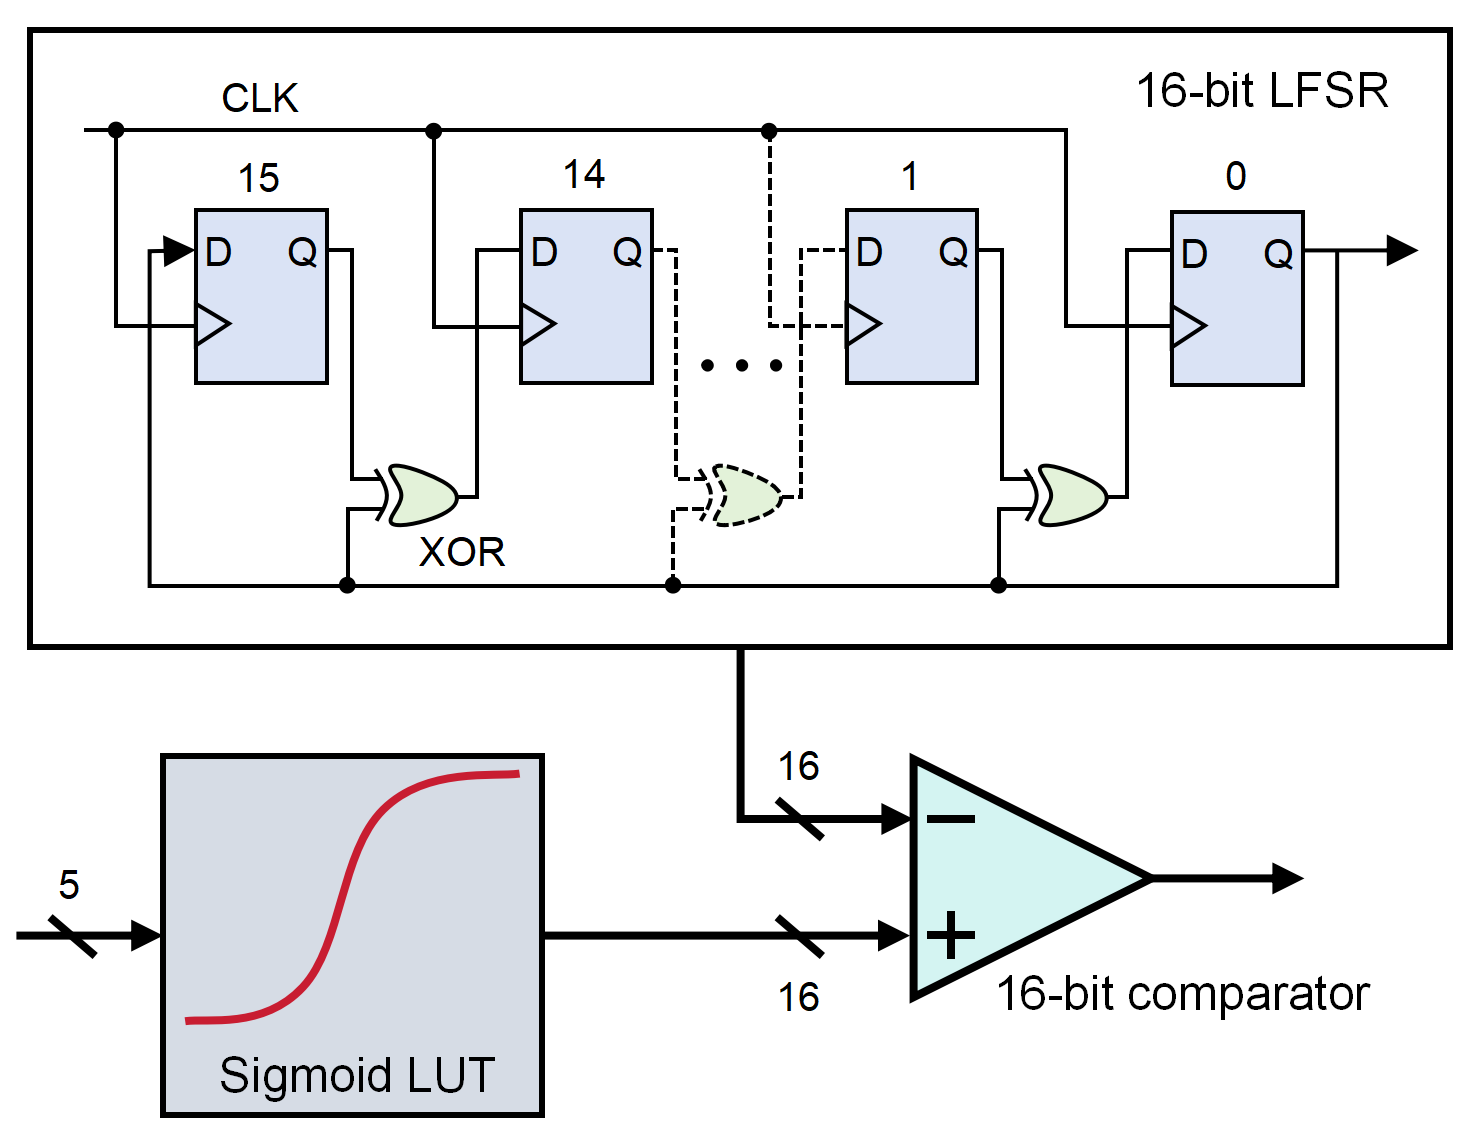 16-bit LFSR
CLK
15
14
1
0
D Q
D Q
D Q
D Q
XOR
16
5
16
16-bit comparator
Sigmoid LUT